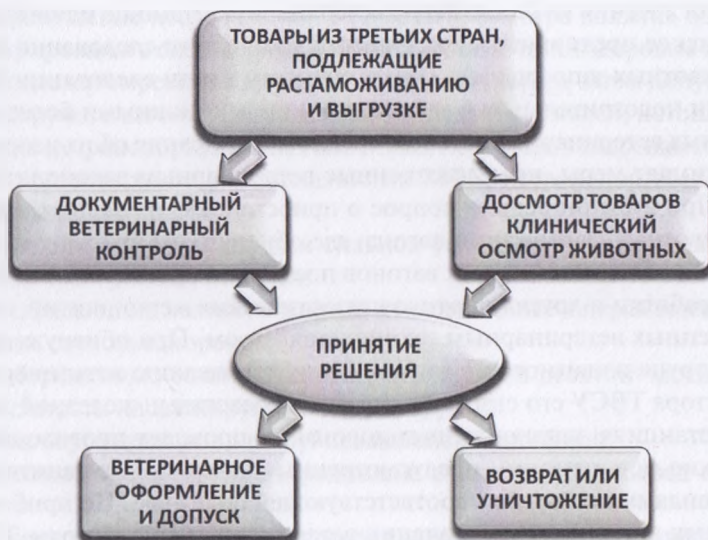 ТОВАРЫ ИЗ ТРЕТЬИХ СТРАН,
ПОДЛЕЖАЩИЕ
РАСТАМОЖИВАНИЮ
И ВЫГРУЗКЕ
ДОКУМЕНТАРНЫЙ
ВЕТЕРИНАРНЫЙ
КОНТРОЛЬ
ДОСМОТР ТОВАРОВ
КЛИНИЧЕСКИЙ
ОСМОТР ЖИВОТНЫХ
ПРИНЯТИЕ
РЕШЕНИЯ
ВЕТЕРИНАРНОЕ
ОФОРМЛЕНИЕ
И ДОПУСК
ВОЗВРАТ ИЛИ
УНИЧТОЖЕНИЕ